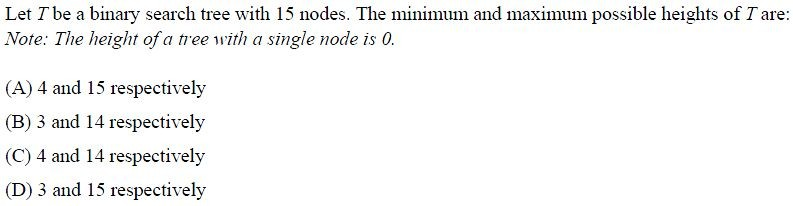 Let T be a binary search tree with 15 nodes. The minimum and maximum possible heights of T are:
Note: The height of a tree with a single node is 0.
(A) 4 and 15 respectively
(B) 3 and 14 respectively
(C) 4 and 14 respectively
(D) 3 and 15 respectively